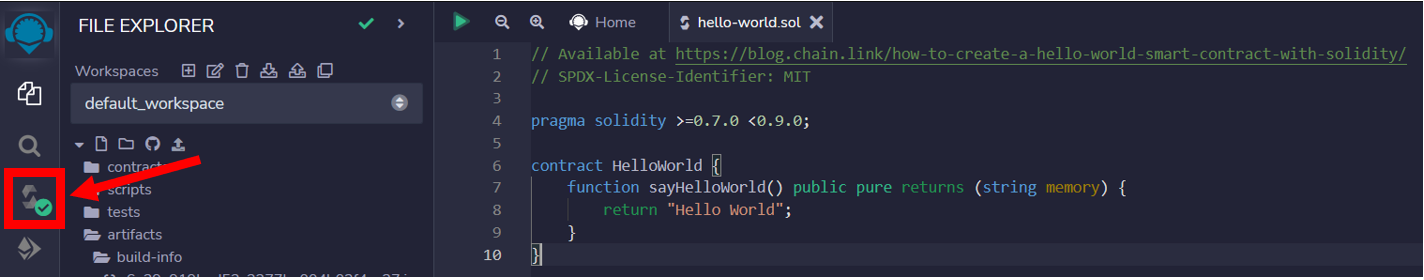 FILE EXPLORER
Workspaces
default_workspace
contracts
scripts
tests
artifacts
build-info
Home
hello-world.sol
1 // Available at https://blog.chain.link/how-to-create-a-hello-world-smart-contract-with-solidity/
2 // SPDX-License-Identifier: MIT
3
4 pragma solidity >=0.7.0 <0.9.0;
5
6 contract HelloWorld {
7 function sayHelloWorld() public pure returns (string memory) {
8 return "Hello World";
9 }
10 }